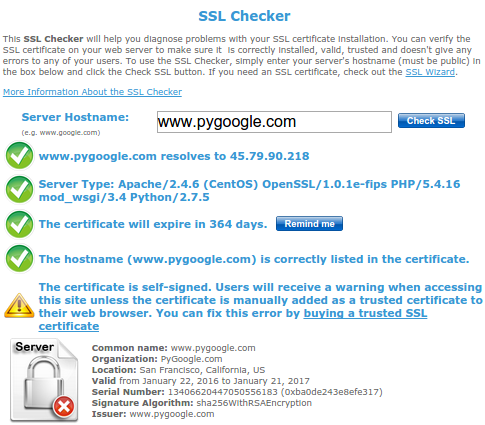 SSL Checker
This SSL Checker will help you diagnose problems with your SSL certificate installation. You can verify the
SSL certificate on your web server to make sure it is correctly installed, valid, trusted and doesn't give any
errors to any of your users. To use the SSL Checker, simply enter your server's hostname (must be public) in
the box below and click the Check SSL button. If you need an SSL certificate, check out the SSL Wizard.
More Information About the SSL Checker
Server Hostname:
(e.g. www.google.com)
www.pygoogle.com
Check SSL
www.pygoogle.com resolves to 45.79.90.218
Server Type: Apache/2.4.6 (CentOS) OpenSSL/1.0.1e-fips PHP/5.4.16
mod_wsgi/3.4 Python/2.7.5
The certificate will expire in 364 days.
Remind me
The hostname (www.pygoogle.com) is correctly listed in the certificate.
The certificate is self-signed. Users will receive a warning when accessing
this site unless the certificate is manually added as a trusted certificate to
their web browser. You can fix this error by buying a trusted SSL
certificate
Server
Common name: www.pygoogle.com
Organization: PyGoogle.com
Location: San Francisco, California, US
Valid from January 22, 2016 to January 21, 2017
Serial Number: 13406620447050556183 (0xba0de243e8efe317)
Signature Algorithm: sha256WithRSAEncryption
Issuer: www.pygoogle.com